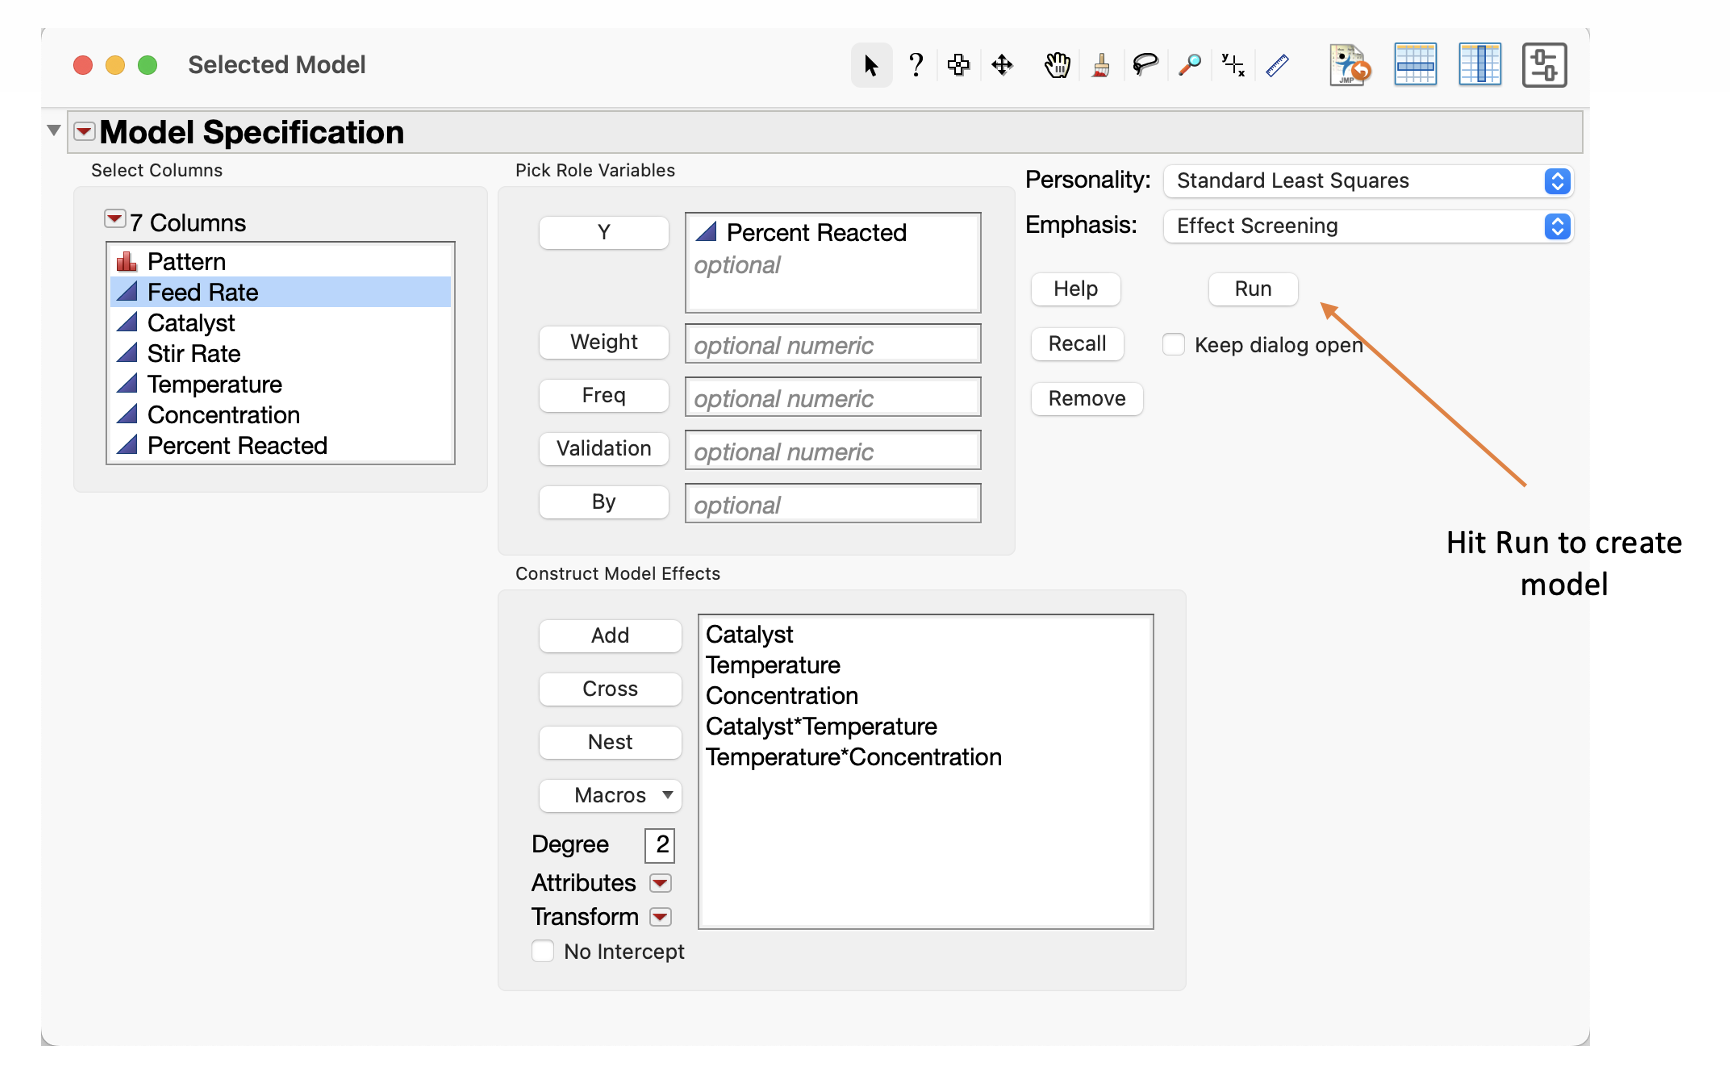 Selected Model
?
JMP
Model Specification
Select Columns
7 Columns
Pattern
Feed Rate
Catalyst
Stir Rate
Temperature
Concentration
Percent Reacted
Pick Role Variables
Y
Percent Reacted
optional
Weight
optional numeric
Freq
optional numeric
Validation
optional numeric
By
optional
Personality:
Standard Least Squares
Emphasis:
Effect Screening
Help
Run
Recall
Keep dialog open
Remove
Hit Run to create
model
Construct Model Effects
Add
Cross
Nest
Macros
Degree
2
Attributes
Transform
No Intercept
Catalyst
Temperature
Concentration
Catalyst*Temperature
Temperature*Concentration